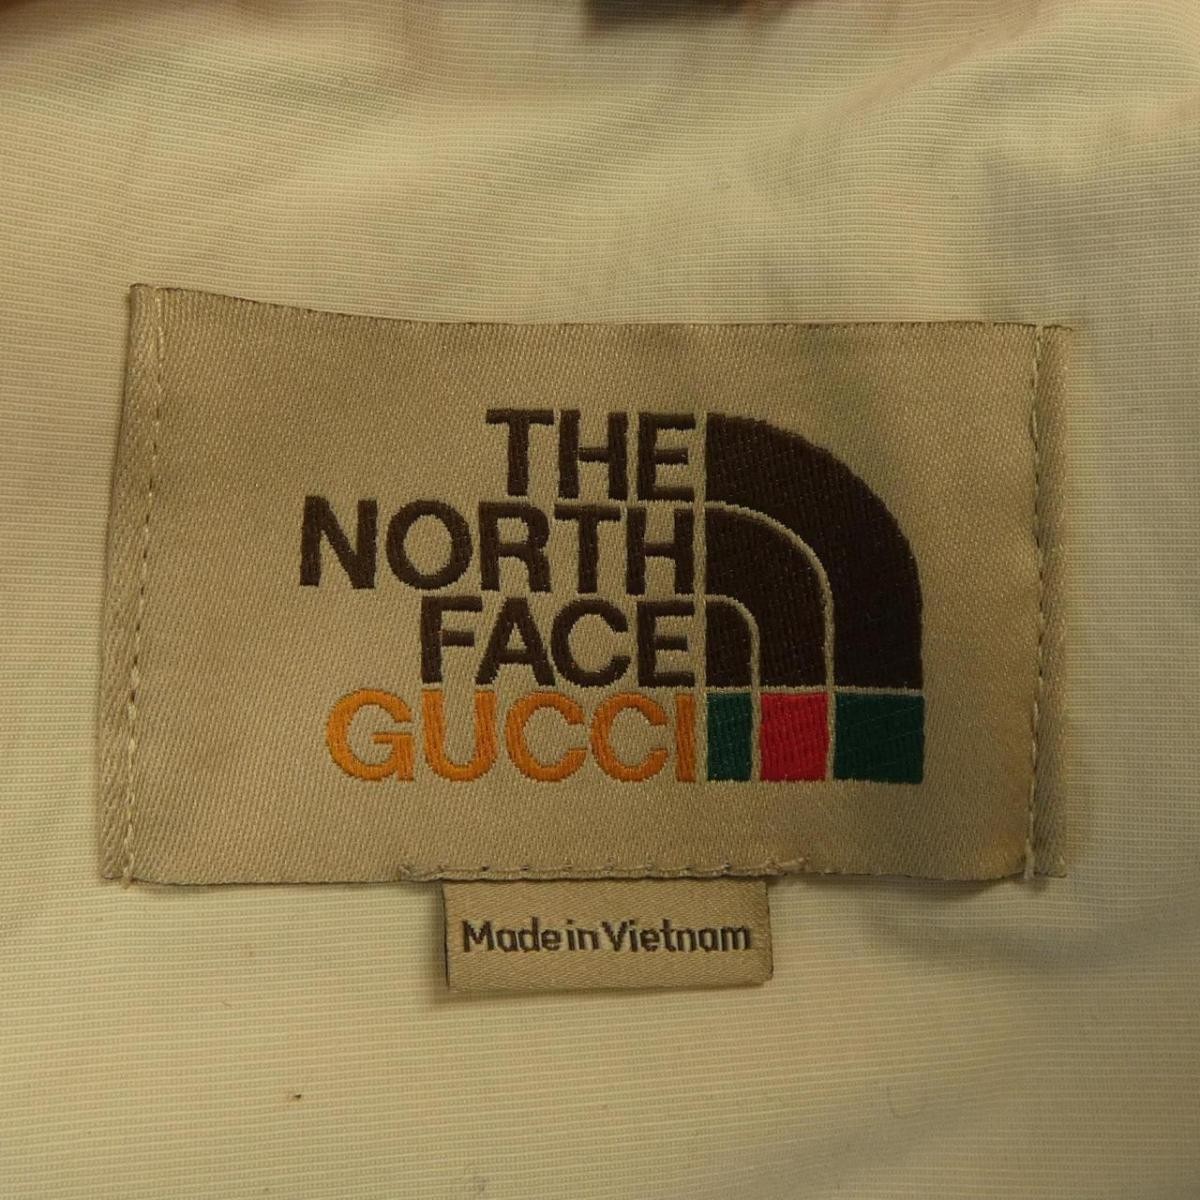 THE
NORTH
FACE
GUCCI
Made in Vietnam